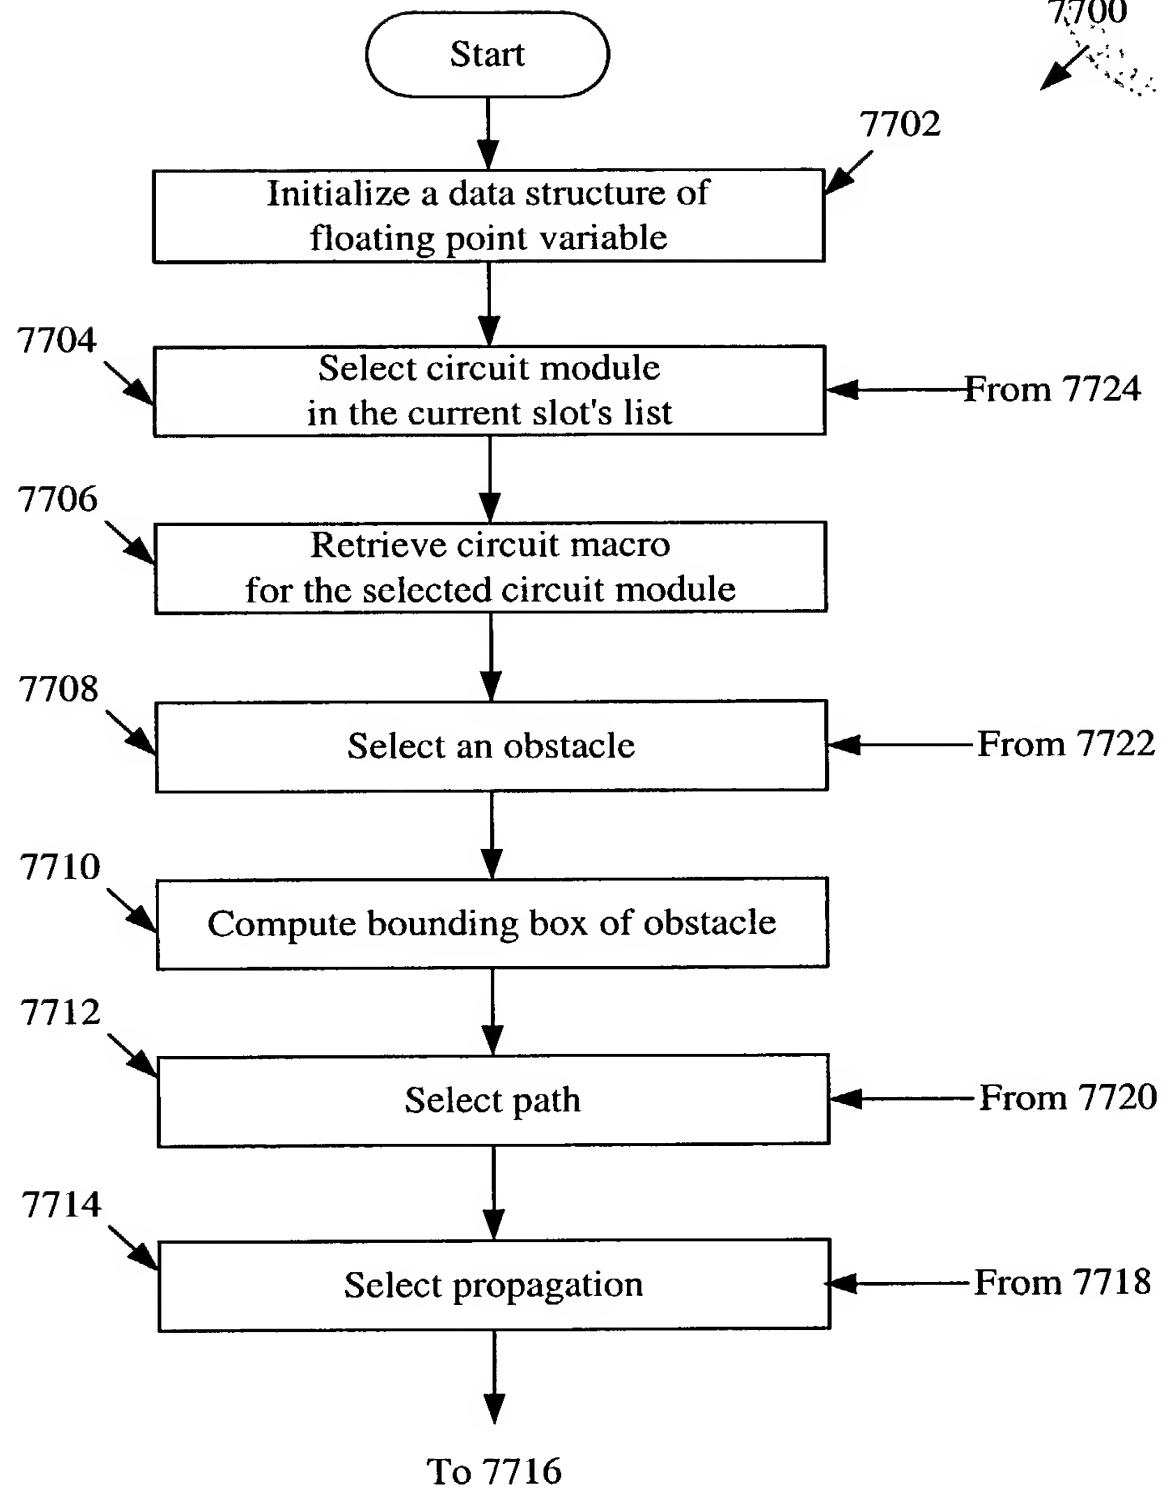 7700
Start
7702
Initialize a data structure of
floating point variable
7704
Select circuit module
in the current slot's list
From 7724
7706
Retrieve circuit macro
for the selected circuit module
7708
Select an obstacle
From 7722
7710
Compute bounding box of obstacle
7712
Select path
From 7720
7714
Select propagation
From 7718
To 7716